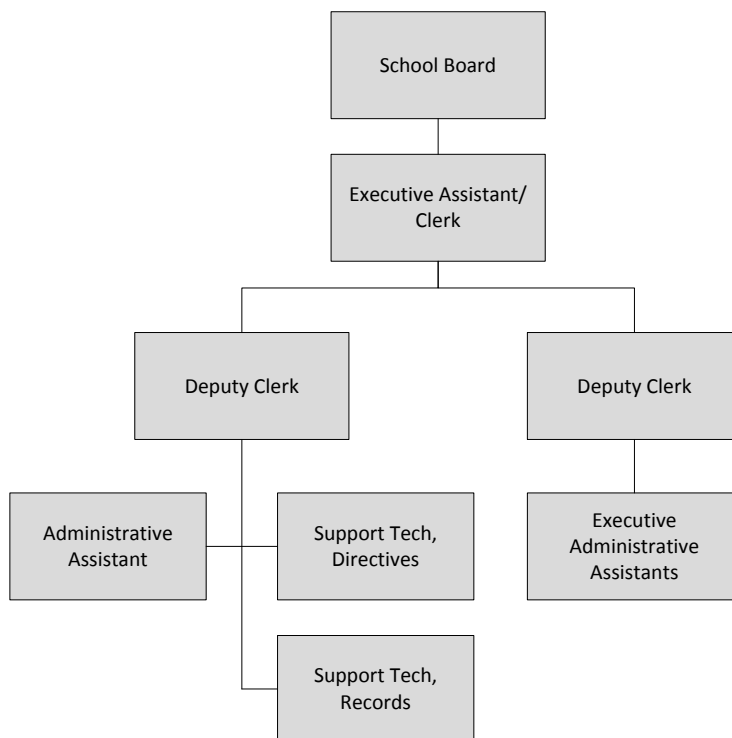 School Board
Executive Assistant/
Clerk
Deputy Clerk
Deputy Clerk
Administrative
Assistant
Support Tech,
Directives
Executive
Administrative
Assistants
Support Tech,
Records